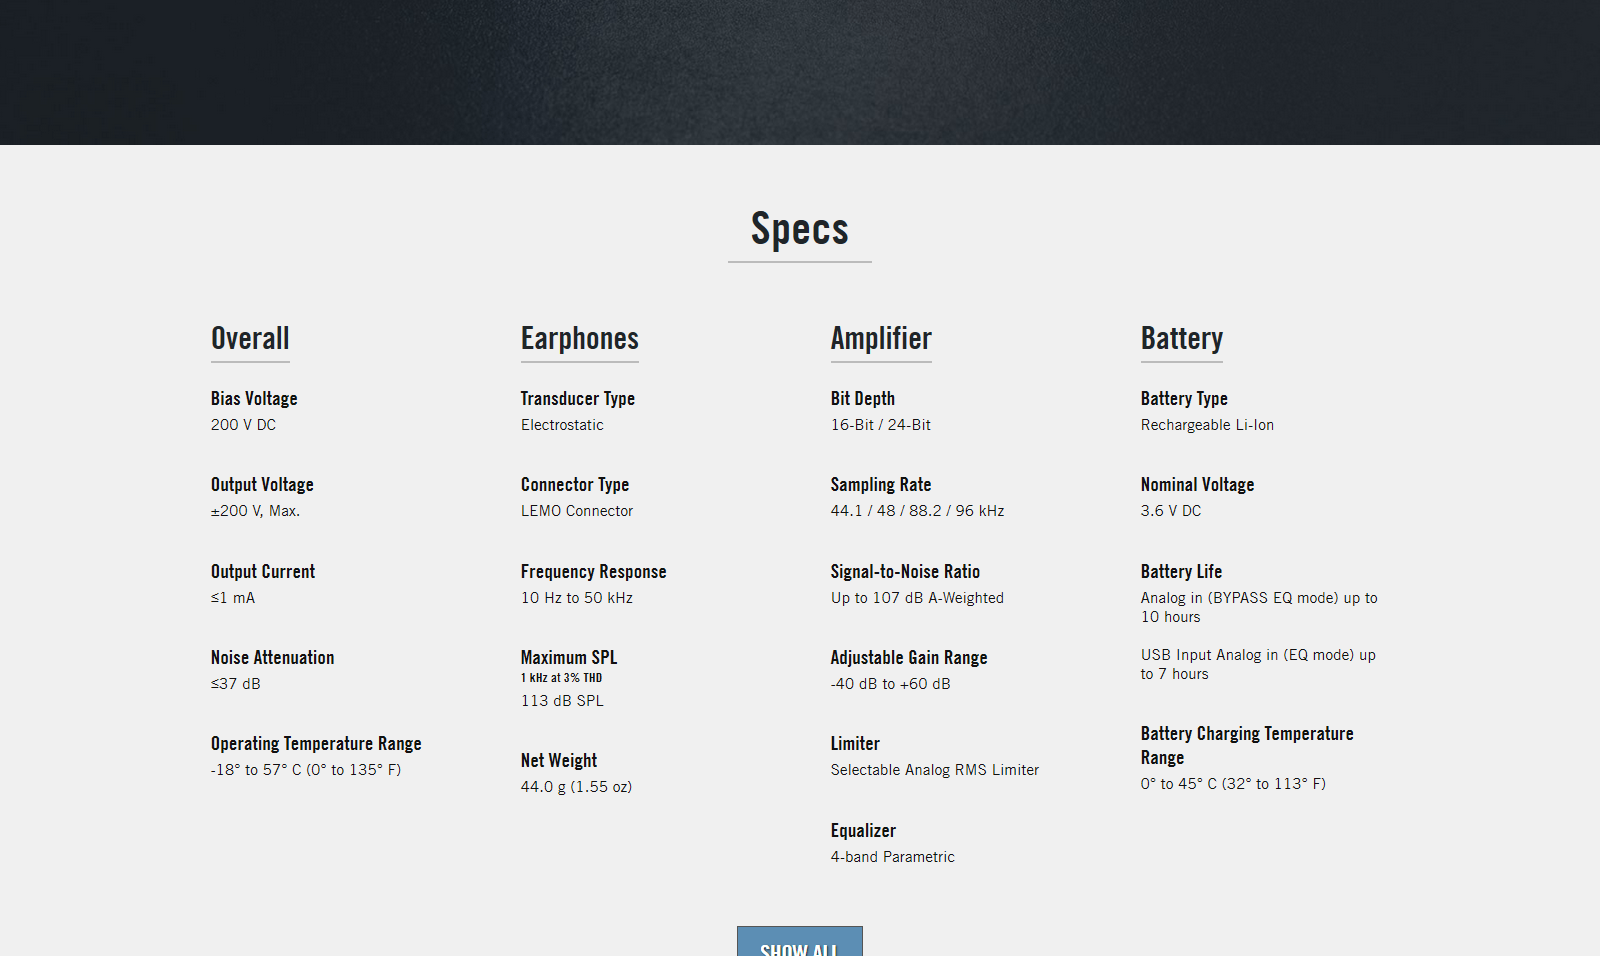 Specs
Overall
Bias Voltage
200 V DC
Output Voltage
±200 V, Max.
Output Current
≤1 mA
Noise Attenuation
≤37 dB
Operating Temperature Range
-18° to 57° C (0° to 135° F)
Earphones
Transducer Type
Electrostatic
Connector Type
LEMO Connector
Frequency Response
10 Hz to 50 kHz
Maximum SPL
1 kHz at 3% THD
113 dB SPL
Net Weight
44.0 g (1.55 oz)
Amplifier
Bit Depth
16-Bit / 24-Bit
Sampling Rate
44.1 / 48 / 88.2 / 96 kHz
Signal-to-Noise Ratio
Up to 107 dB A-Weighted
Adjustable Gain Range
-40 dB to +60 dB
Limiter
Selectable Analog RMS Limiter
Equalizer
4-band Parametric
Battery
Battery Type
Rechargeable Li-Ion
Nominal Voltage
3.6 V DC
Battery Life
Analog in (BYPASS EQ mode) up to
10 hours
USB Input Analog in (EQ mode) up
to 7 hours
Battery Charging Temperature
Range
0° to 45° C (32° to 113° F)
SHOW ALL